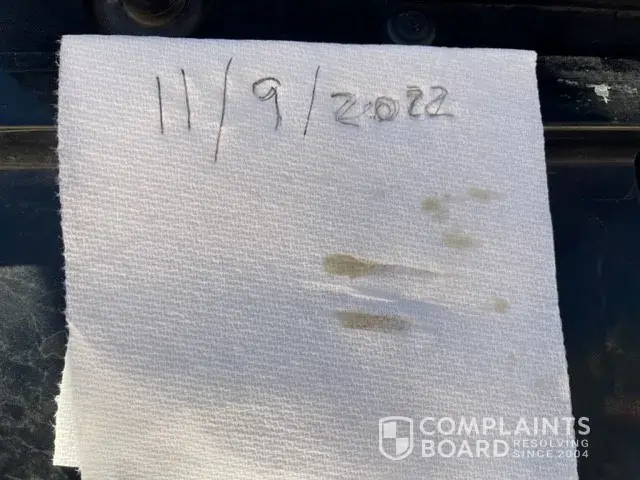 11/9/2022
COMPLAINTS
BOARD RESOLVING
SINCE 2004